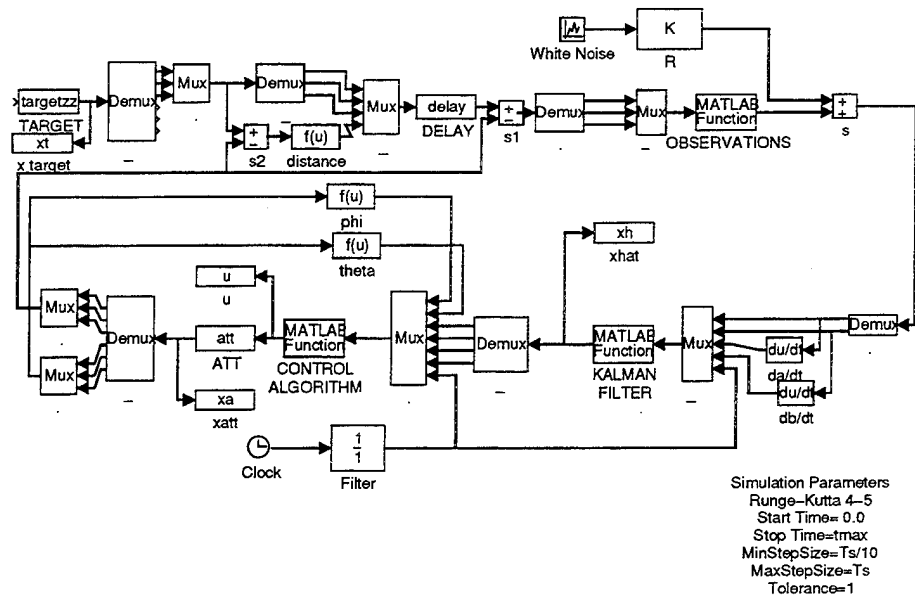 White Noise
K
R
targetzz
TARGET
xt
x target
Demux
Mux
Demux
Mux
delay
DELAY
s1
Demux
Mux
MATLAB
Function
OBSERVATIONS
s
s2
f(u)
distance
f(u)
phi
f(u)
theta
xh
xhat
u
u
Mux
Mux
Demux
att
ATT
xa
xatt
MATLAB
Function
CONTROL
ALGORITHM
Mux
Demux
MATLAB
Function
KALMAN
FILTER
Mux
Demux
du/dt
da/dt
du/dt
db/dt
Clock
1
1
Filter
Simulation Parameters
Runge-Kutta 4-5
Start Time= 0.0
Stop Time=tmax
MinStepSize=Ts/10
MaxStepSize=Ts
Tolerance=1